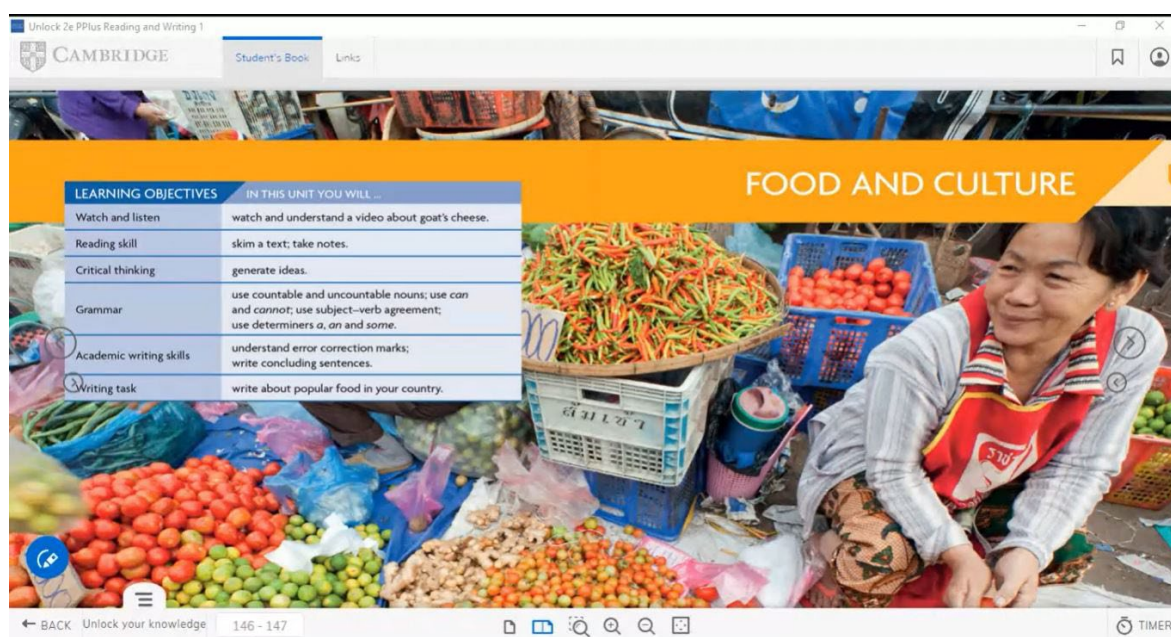 Unlock 2e PPlus Reading and Writing 1
CAMBRIDGE
Student's Book
Links
FOOD AND CULTURE
LEARNING OBJECTIVES IN THIS UNIT YOU WILL ...
Watch and listen watch and understand a video about goat's cheese.
Reading skill skim a text; take notes.
Critical thinking generate ideas.
Grammar use countable and uncountable nouns; use can
and cannot; use subject–verb agreement;
use determiners a, an and some.
Academic writing skills understand error correction marks;
write concluding sentences.
Writing task write about popular food in your country.
BACK Unlock your knowledge 146 - 147 TIMER